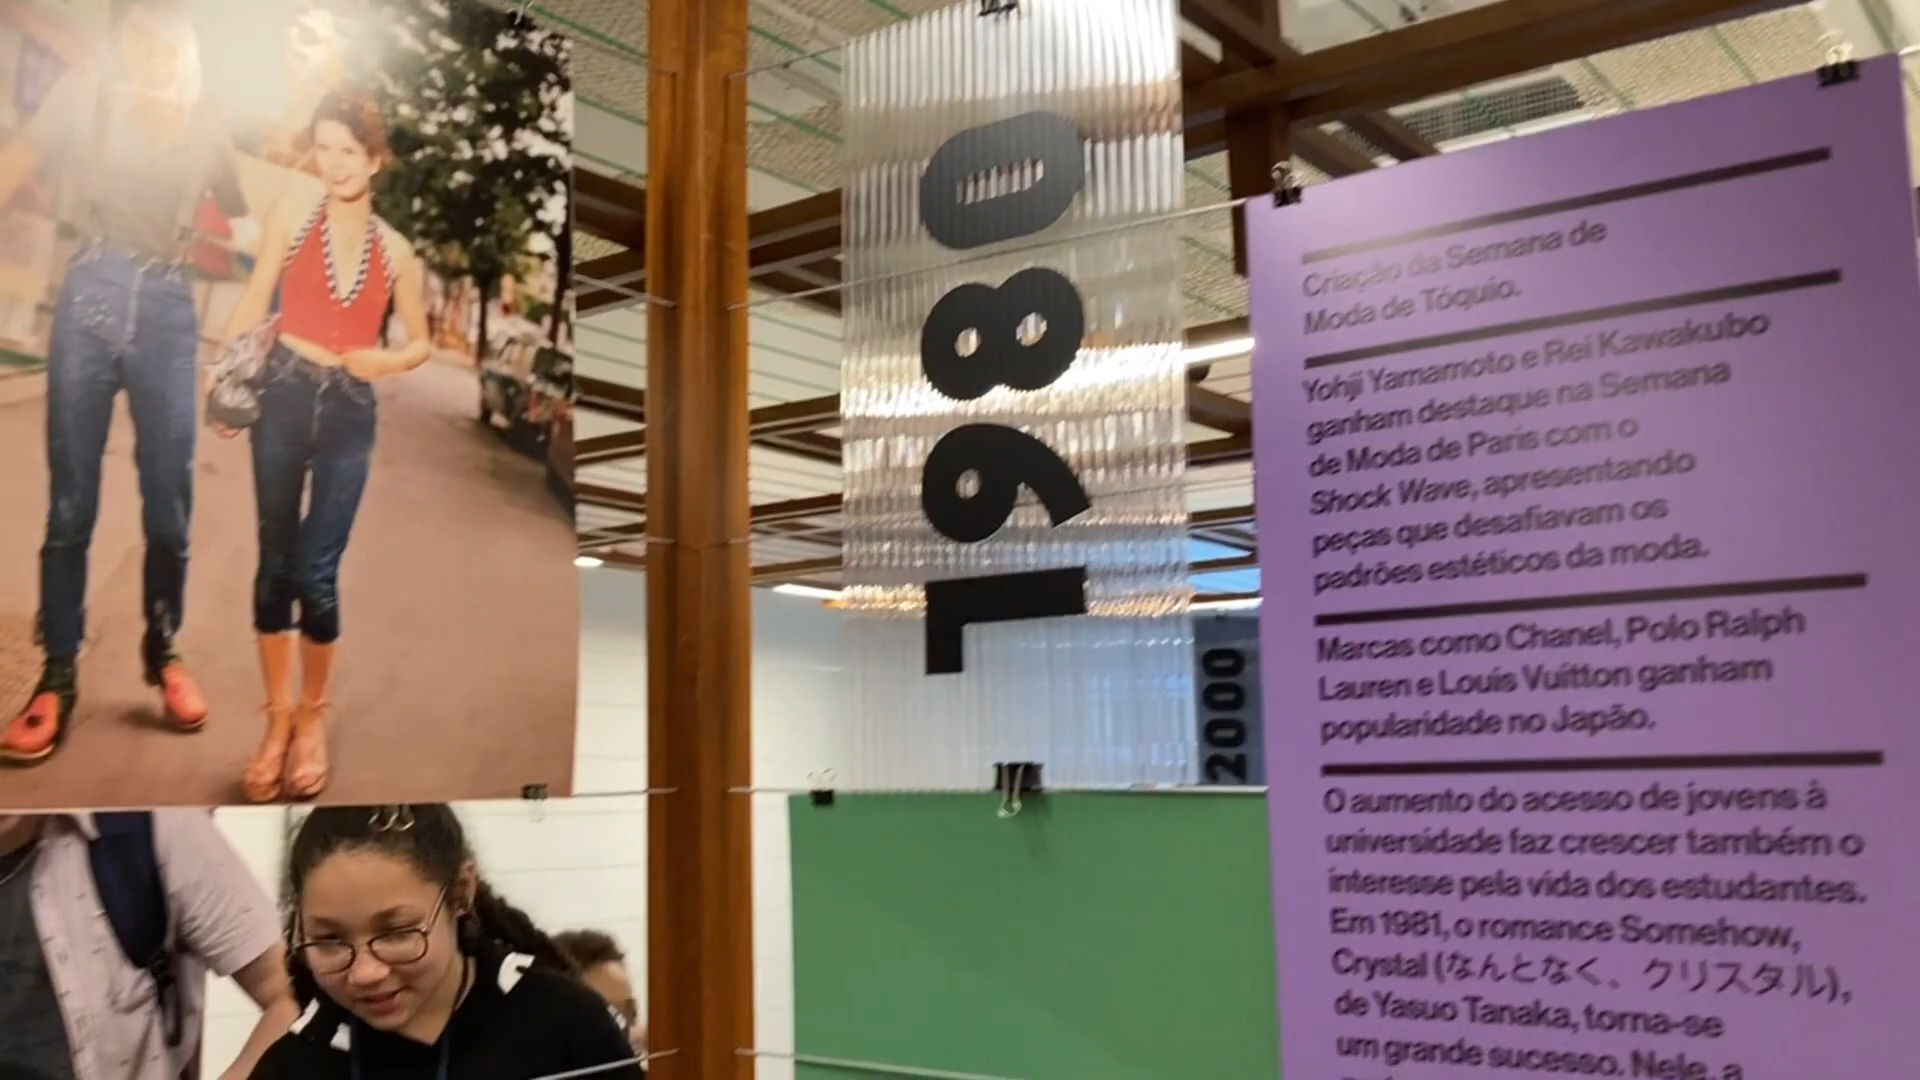 1980
2000
Criação da Semana de
Moda de Tóquio.
Yohji Yamamoto e Rei Kawakubo
ganham destaque na Semana
de Moda de Paris com o
Shock Wave, apresentando
peças que desafiavam os
padrões estéticos da moda.
Marcas como Chanel, Polo Ralph
Lauren e Louis Vuitton ganham
popularidade no Japão.
O aumento do acesso de jovens à
universidade faz crescer também o
interesse pela vida dos estudantes.
Em 1981, o romance Somehow,
Crystal (なんとなく、クリスタル),
de Yasuo Tanaka, torna-se
um grande sucesso. Nele, a